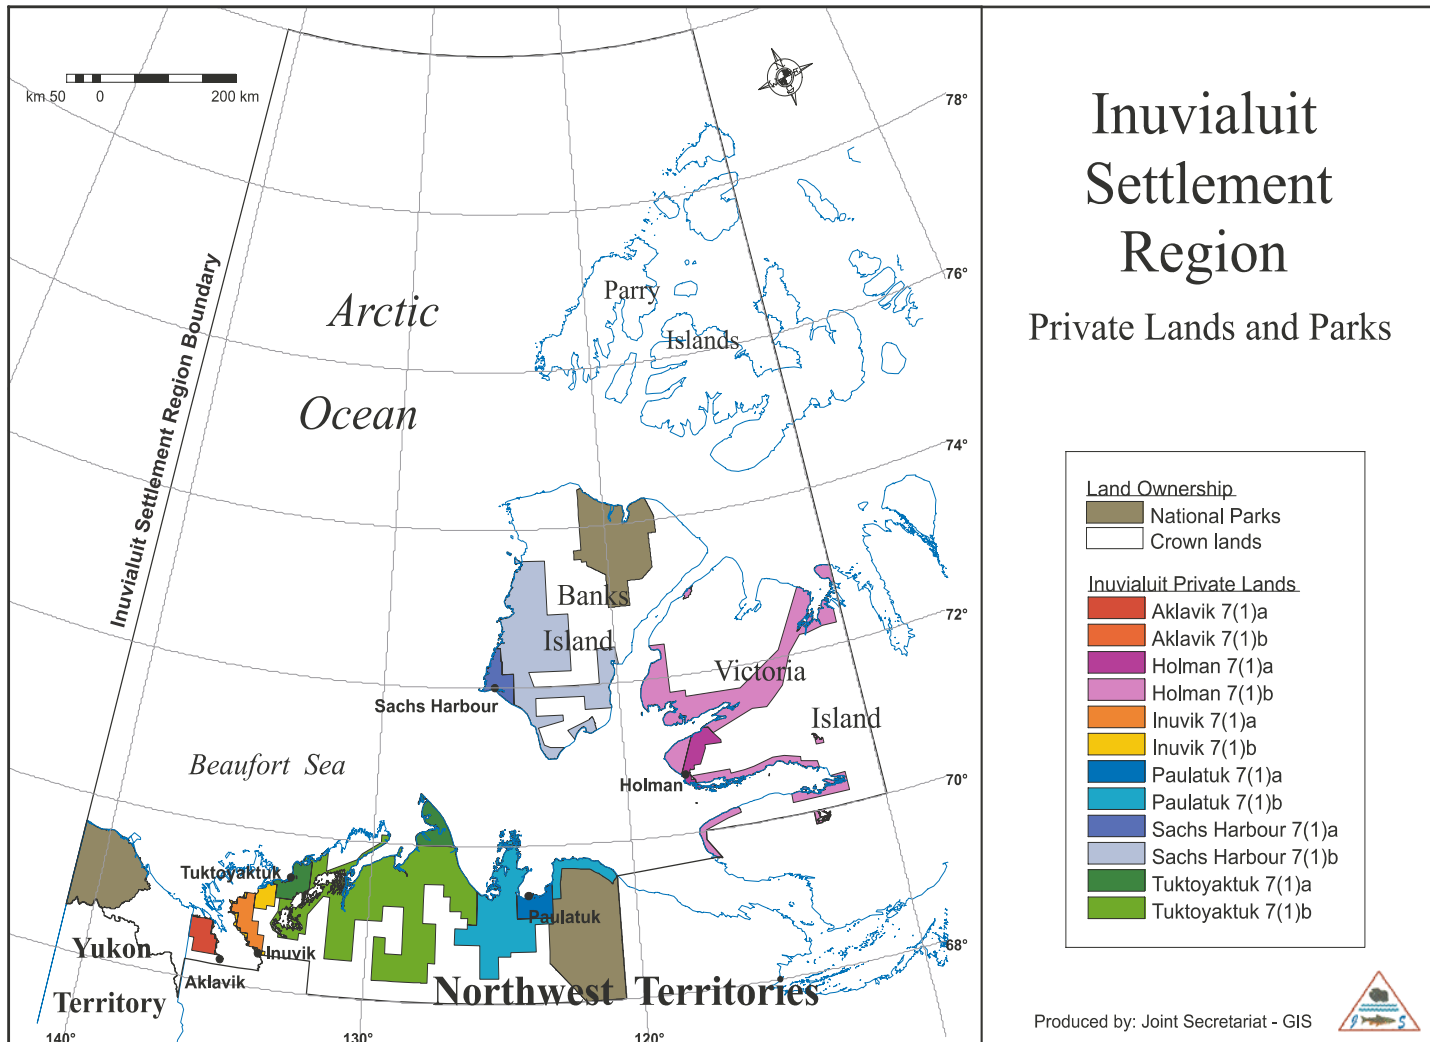 Inuvialuit
Settlement
Region
Private Lands and Parks
km 50 0 200 km
78°
76°
74°
72°
70°
68°
140°
130°
120°
Inuvialuit Settlement Region Boundary
Arctic
Ocean
Parry
Islands
Banks
Island
Victoria
Island
Sachs Harbour
Holman
Beaufort Sea
Tuktoyaktuk
Paulatuk
Inuvik
Aklavik
Yukon
Territory
Northwest Territories
Land Ownership
National Parks
Crown lands
Inuvialuit Private Lands
Aklavik 7(1)a
Aklavik 7(1)b
Holman 7(1)a
Holman 7(1)b
Inuvik 7(1)a
Inuvik 7(1)b
Paulatuk 7(1)a
Paulatuk 7(1)b
Sachs Harbour 7(1)a
Sachs Harbour 7(1)b
Tuktoyaktuk 7(1)a
Tuktoyaktuk 7(1)b
Produced by: Joint Secretariat - GIS
J S